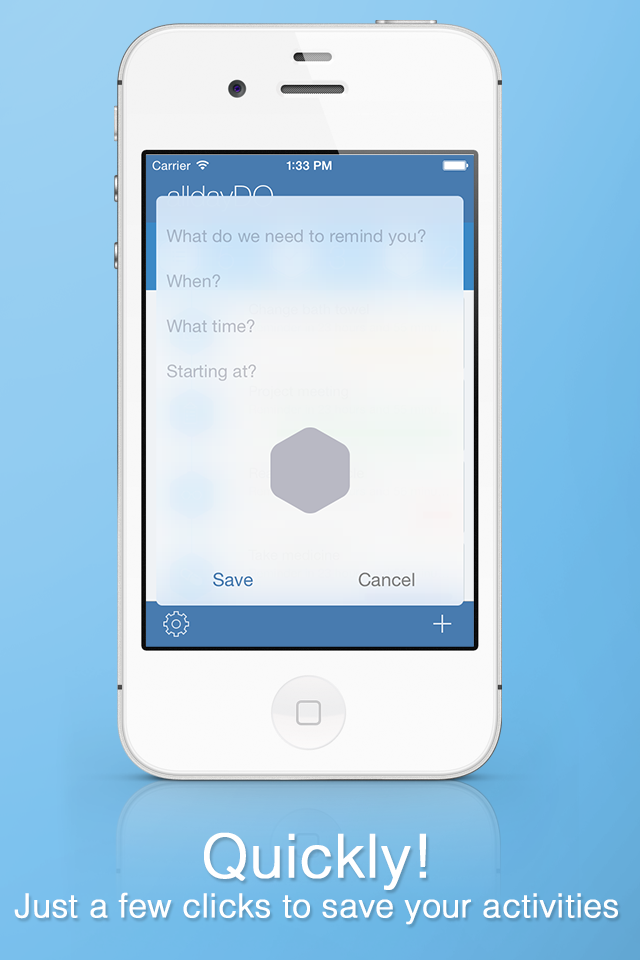 Carrier 1:33 PM
alldayDO
What do we need to remind you?
When?
What time?
Starting at?
Save Cancel
Quickly!
Just a few clicks to save your activities